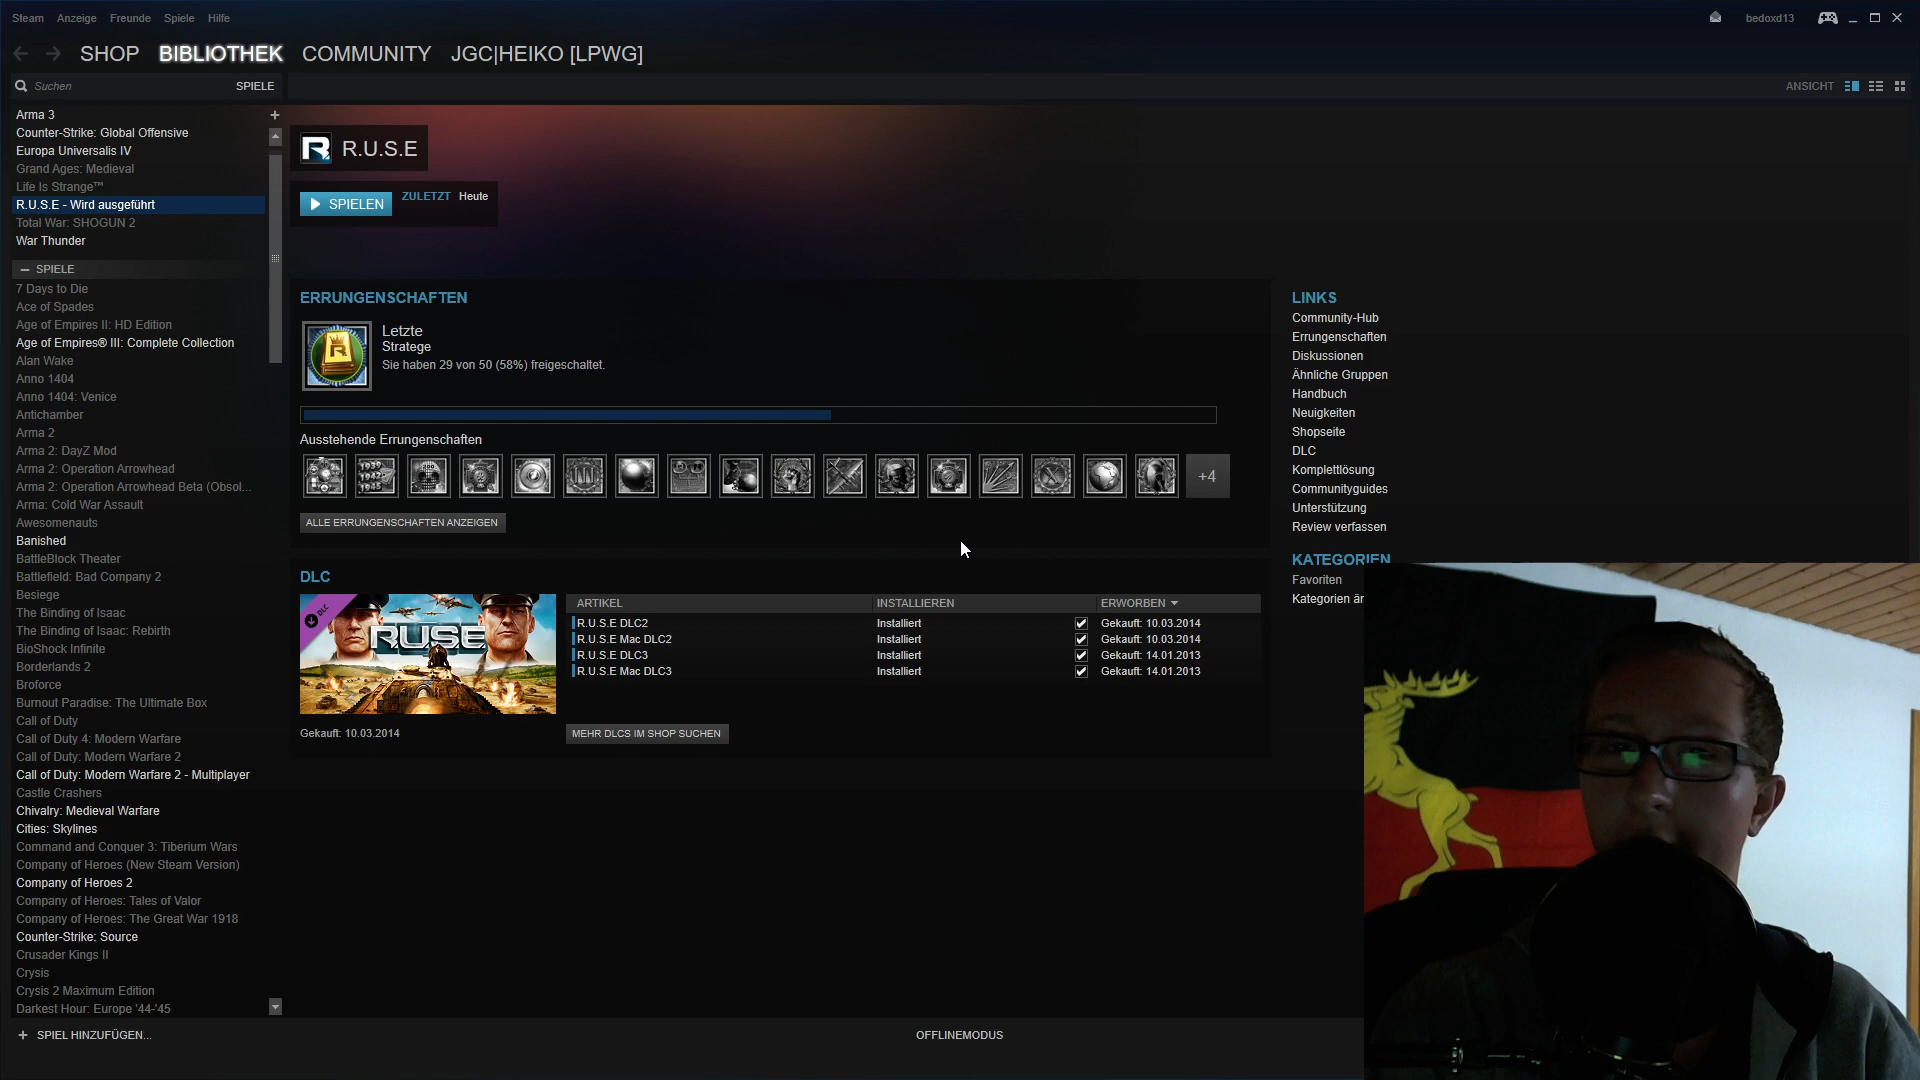 Steam Anzeige Freunde Spiele Hilfe
bedoxd13
SHOP BIBLIOTHEK COMMUNITY JGC|HEIKO [LPWG]
Suchen
SPIELE
ANSICHT
Arma 3
Counter-Strike: Global Offensive
Europa Universalis IV
Grand Ages: Medieval
Life Is Strange™
R.U.S.E - Wird ausgeführt
Total War: SHOGUN 2
War Thunder
SPIELE
7 Days to Die
Ace of Spades
Age of Empires II: HD Edition
Age of Empires® III: Complete Collection
Alan Wake
Anno 1404
Anno 1404: Venice
Antichamber
Arma 2
Arma 2: DayZ Mod
Arma 2: Operation Arrowhead
Arma 2: Operation Arrowhead Beta (Obsol...
Arma: Cold War Assault
Awesomenauts
Banished
BattleBlock Theater
Battlefield: Bad Company 2
Besiege
The Binding of Isaac
The Binding of Isaac: Rebirth
BioShock Infinite
Borderlands 2
Broforce
Burnout Paradise: The Ultimate Box
Call of Duty
Call of Duty 4: Modern Warfare
Call of Duty: Modern Warfare 2
Call of Duty: Modern Warfare 2 - Multiplayer
Castle Crashers
Chivalry: Medieval Warfare
Cities: Skylines
Command and Conquer 3: Tiberium Wars
Company of Heroes (New Steam Version)
Company of Heroes 2
Company of Heroes: Tales of Valor
Company of Heroes: The Great War 1918
Counter-Strike: Source
Crusader Kings II
Crysis
Crysis 2 Maximum Edition
Darkest Hour: Europe '44-'45
SPIEL HINZUFÜGEN...
R R.U.S.E
SPIELEN
ZULETZT Heute
ERRUNGENSCHAFTEN
R
Letzte
Stratege
Sie haben 29 von 50 (58%) freigeschaltet.
Ausstehende Errungenschaften
1939
1942
1945
200
+4
ALLE ERRUNGENSCHAFTEN ANZEIGEN
DLC
DLC
R.U.S.E
Gekauft: 10.03.2014
ARTIKEL INSTALLIEREN ERWORBEN
R.U.S.E DLC2 Installiert Gekauft: 10.03.2014
R.U.S.E Mac DLC2 Installiert Gekauft: 10.03.2014
R.U.S.E DLC3 Installiert Gekauft: 14.01.2013
R.U.S.E Mac DLC3 Installiert Gekauft: 14.01.2013
MEHR DLCS IM SHOP SUCHEN
LINKS
Community-Hub
Errungenschaften
Diskussionen
Ähnliche Gruppen
Handbuch
Neuigkeiten
Shopseite
DLC
Komplettlösung
Communityguides
Unterstützung
Review verfassen
KATEGORIEN
Favoriten
Kategorien än
OFFLINEMODUS